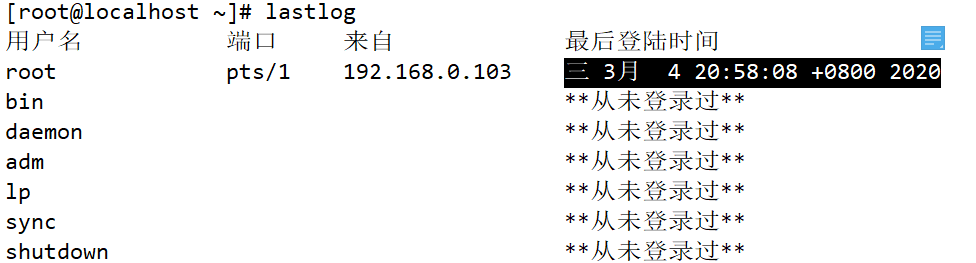 [root@localhost ~]# lastlog
用户名 端口 来自 最后登陆时间
root pts/1 192.168.0.103 三 3月 4 20:58:08 +0800 2020
bin **从未登录过**
daemon **从未登录过**
adm **从未登录过**
lp **从未登录过**
sync **从未登录过**
shutdown **从未登录过**